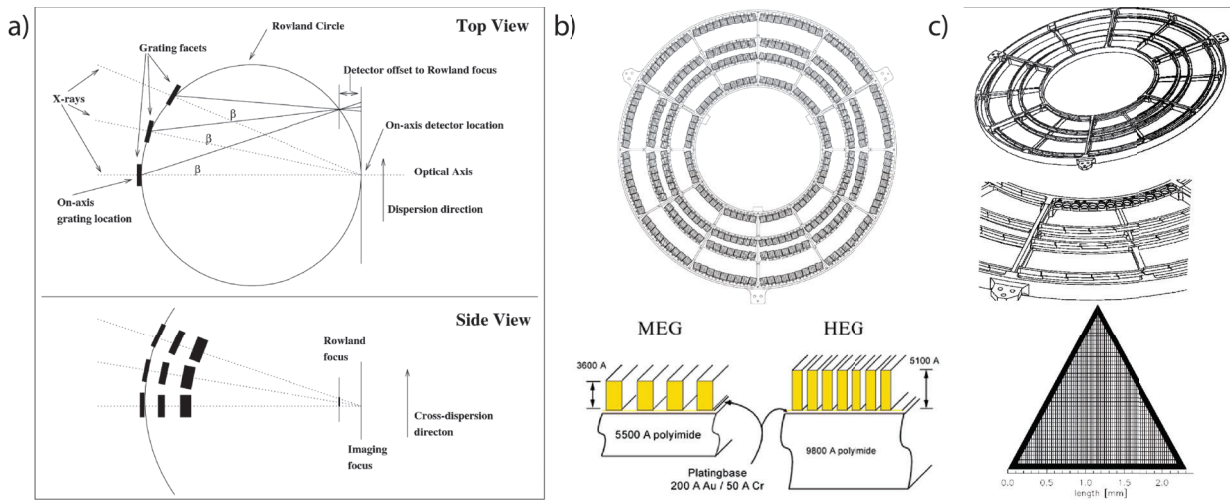 a)
Top View
Rowland Circle
Grating facets
Detector offset to Rowland focus
X-rays
On-axis detector location
β
β
β
Optical Axis
On-axis
grating location
Dispersion direction
Side View
Rowland
focus
Cross-dispersion
directon
Imaging
focus
b)
MEG
HEG
3600 A
5100 A
5500 A polyimide
9800 A polymide
Platingbase
200 A Au / 50 A Cr
c)
0.0 0.5 1.0 1.5 2.0
length [mm]